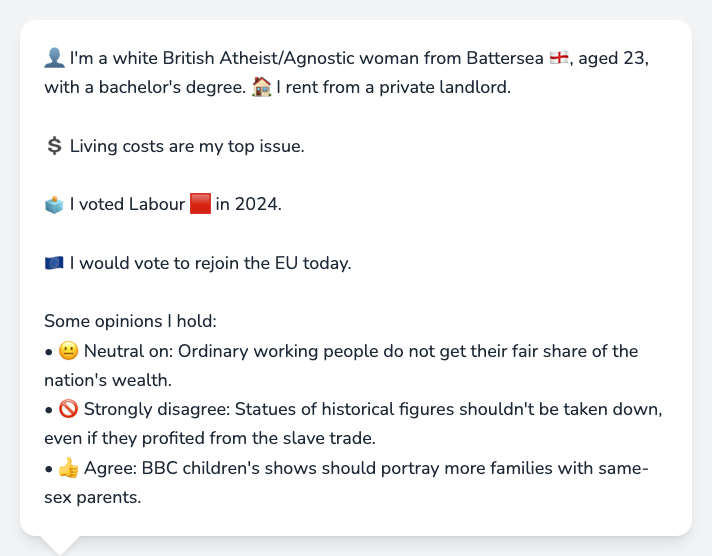 👤 I'm a white British Atheist/Agnostic woman from Battersea 🏴󠁧󠁢󠁥󠁮󠁧󠁿, aged 23,
with a bachelor's degree. 🏠 I rent from a private landlord.
💲 Living costs are my top issue.
🗳️ I voted Labour 🟥 in 2024.
🇪🇺 I would vote to rejoin the EU today.
Some opinions I hold:
• 😐 Neutral on: Ordinary working people do not get their fair share of the
nation's wealth.
• 🚫 Strongly disagree: Statues of historical figures shouldn't be taken down,
even if they profited from the slave trade.
• 👍 Agree: BBC children's shows should portray more families with same-
sex parents.